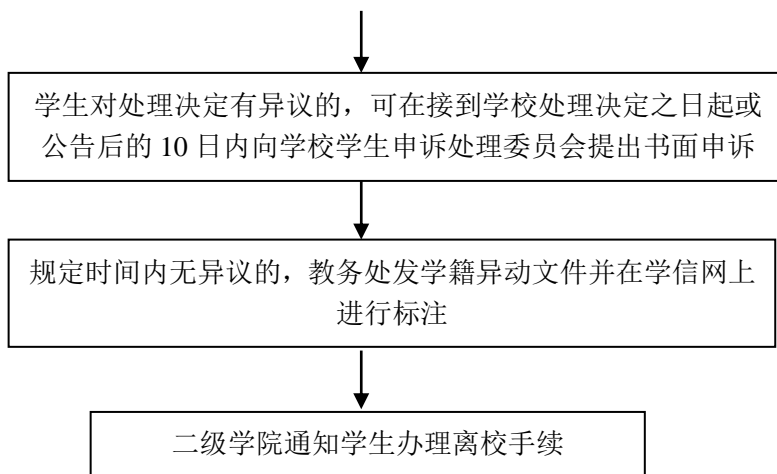 学生对处理决定有异议的，可在接到学校处理决定之日起或
公告后的 10 日内向学校学生申诉处理委员会提出书面申诉
规定时间内无异议的，教务处发学籍异动文件并在学信网上
进行标注
二级学院通知学生办理离校手续